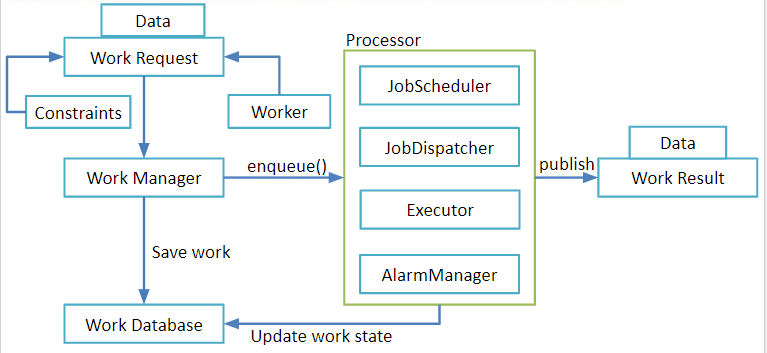 Data
Work Request
Constraints
Worker
Work Manager
enqueue()
Save work
Work Database
Update work state
Processor
JobScheduler
JobDispatcher
Executor
AlarmManager
publish
Data
Work Result